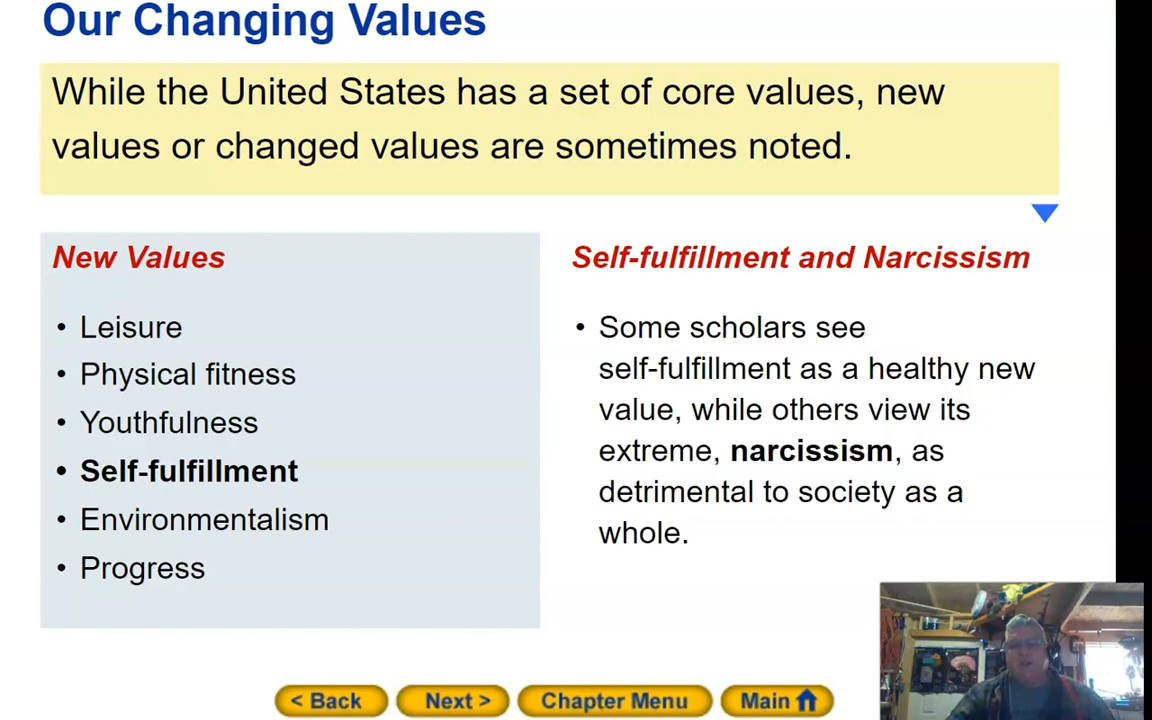 Our Changing Values
While the United States has a set of core values, new
values or changed values are sometimes noted.
New Values
• Leisure
• Physical fitness
• Youthfulness
• Self-fulfillment
• Environmentalism
• Progress
Self-fulfillment and Narcissism
• Some scholars see
self-fulfillment as a healthy new
value, while others view its
extreme, narcissism, as
detrimental to society as a
whole.
< Back
Next >
Chapter Menu
Main